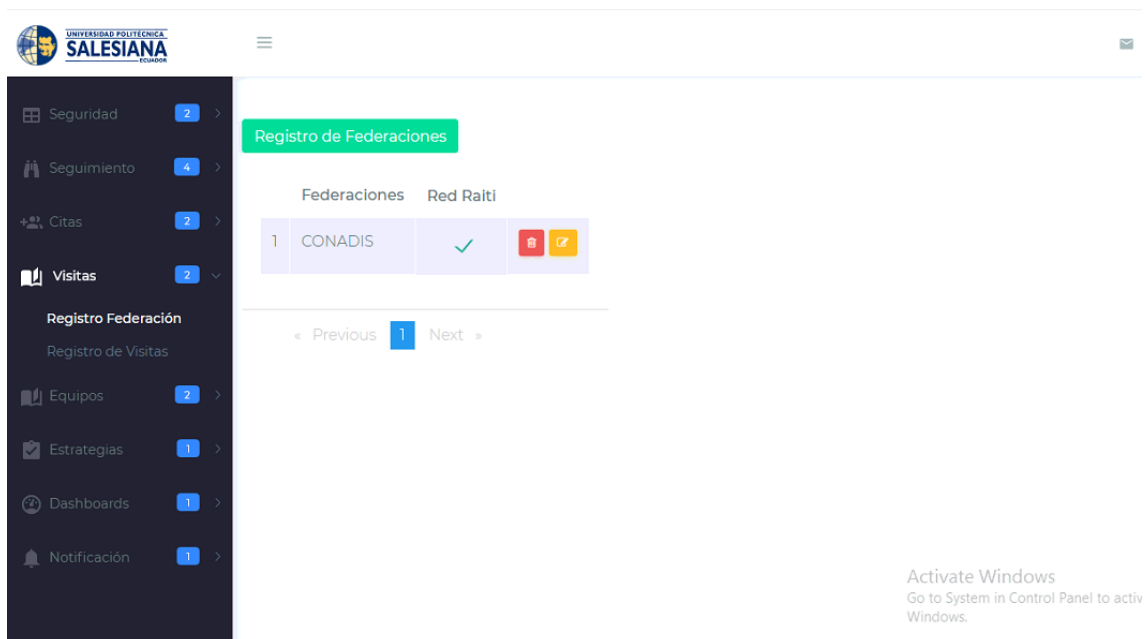 UNIVERSIDAD POLITÉCNICA
SALESIANA
ECUADOR
Seguridad 2
Seguimiento 4
Citas 2
Visitas 2
Registro Federación
Registro de Visitas
Equipos 2
Estrategias 1
Dashboards 1
Notificación 1
Registro de Federaciones
Federaciones Red Raiti
1 CONADIS
« Previous 1 Next »
Activate Windows
Go to System in Control Panel to activ
Windows.